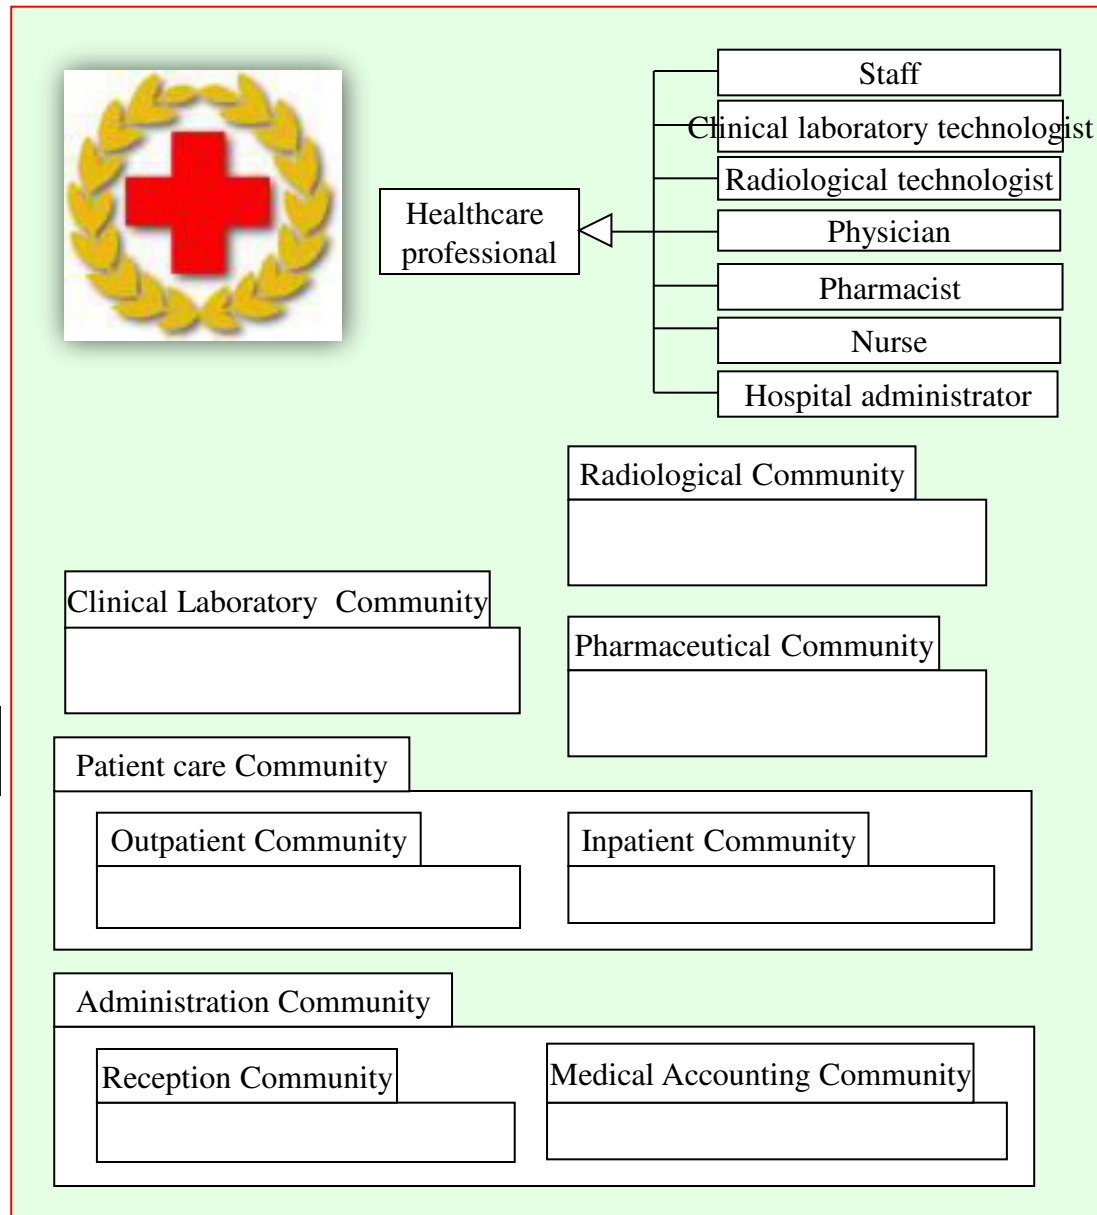 Staff
Clinical laboratory technologist
Radiological technologist
Healthcare
professional
Physician
Pharmacist
Nurse
Hospital administrator
Radiological Community
Clinical Laboratory  Community
Pharmaceutical Community
Patient care Community
Outpatient Community
Inpatient Community
Administration Community
Reception Community
Medical Accounting Community